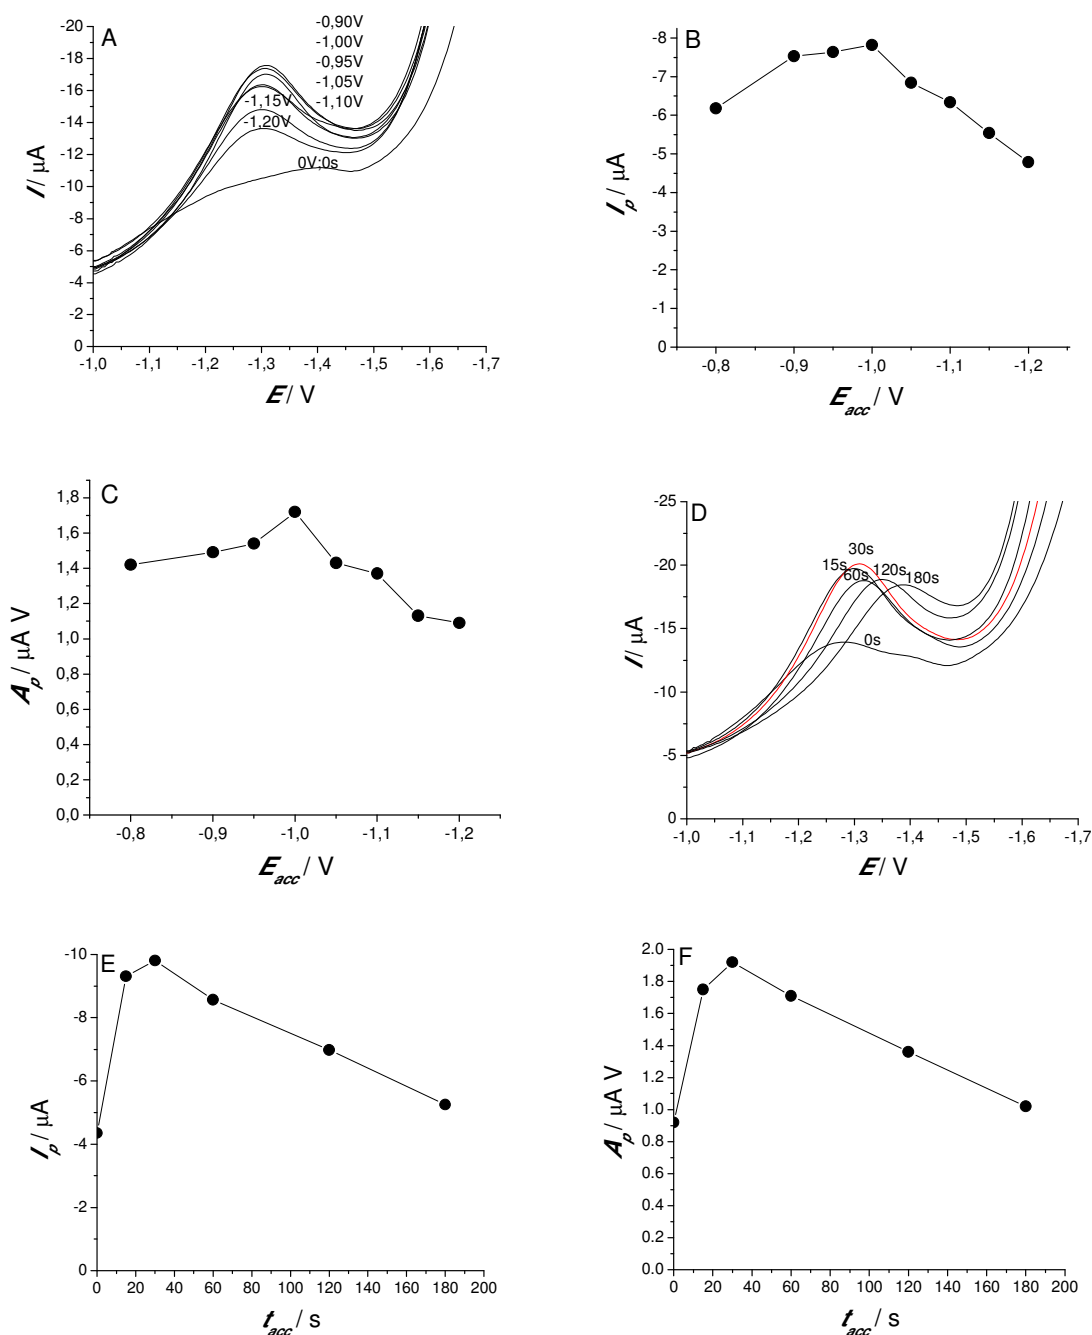 A
-20
-18
-16
-14
-12
-10
-8
-6
-4
-2
0
I / µA
-0,90V
-1,00V
-0,95V
-1,05V
-1,10V
-1,15V
-1,20V
0V;0s
-1,0 -1,1 -1,2 -1,3 -1,4 -1,5 -1,6 -1,7
E / V
B
-8
-7
-6
-5
-4
-3
-2
-1
0
Ip / µA
-0,8 -0,9 -1,0 -1,1 -1,2
Eacc / V
C
1,8
1,6
1,4
1,2
1,0
0,8
0,6
0,4
0,2
0,0
Ap / µA V
-0,8 -0,9 -1,0 -1,1 -1,2
Eacc / V
D
-25
-20
-15
-10
-5
0
I / µA
30s
15s
120s
60s
180s
0s
-1,0 -1,1 -1,2 -1,3 -1,4 -1,5 -1,6 -1,7
E / V
E
-10
-8
-6
-4
-2
0
Ip / µA
0 20 40 60 80 100 120 140 160 180 200
tacc / s
F
2.0
1.8
1.6
1.4
1.2
1.0
0.8
0.6
0.4
0.2
0.0
Ap / µA V
0 20 40 60 80 100 120 140 160 180 200
tacc / s